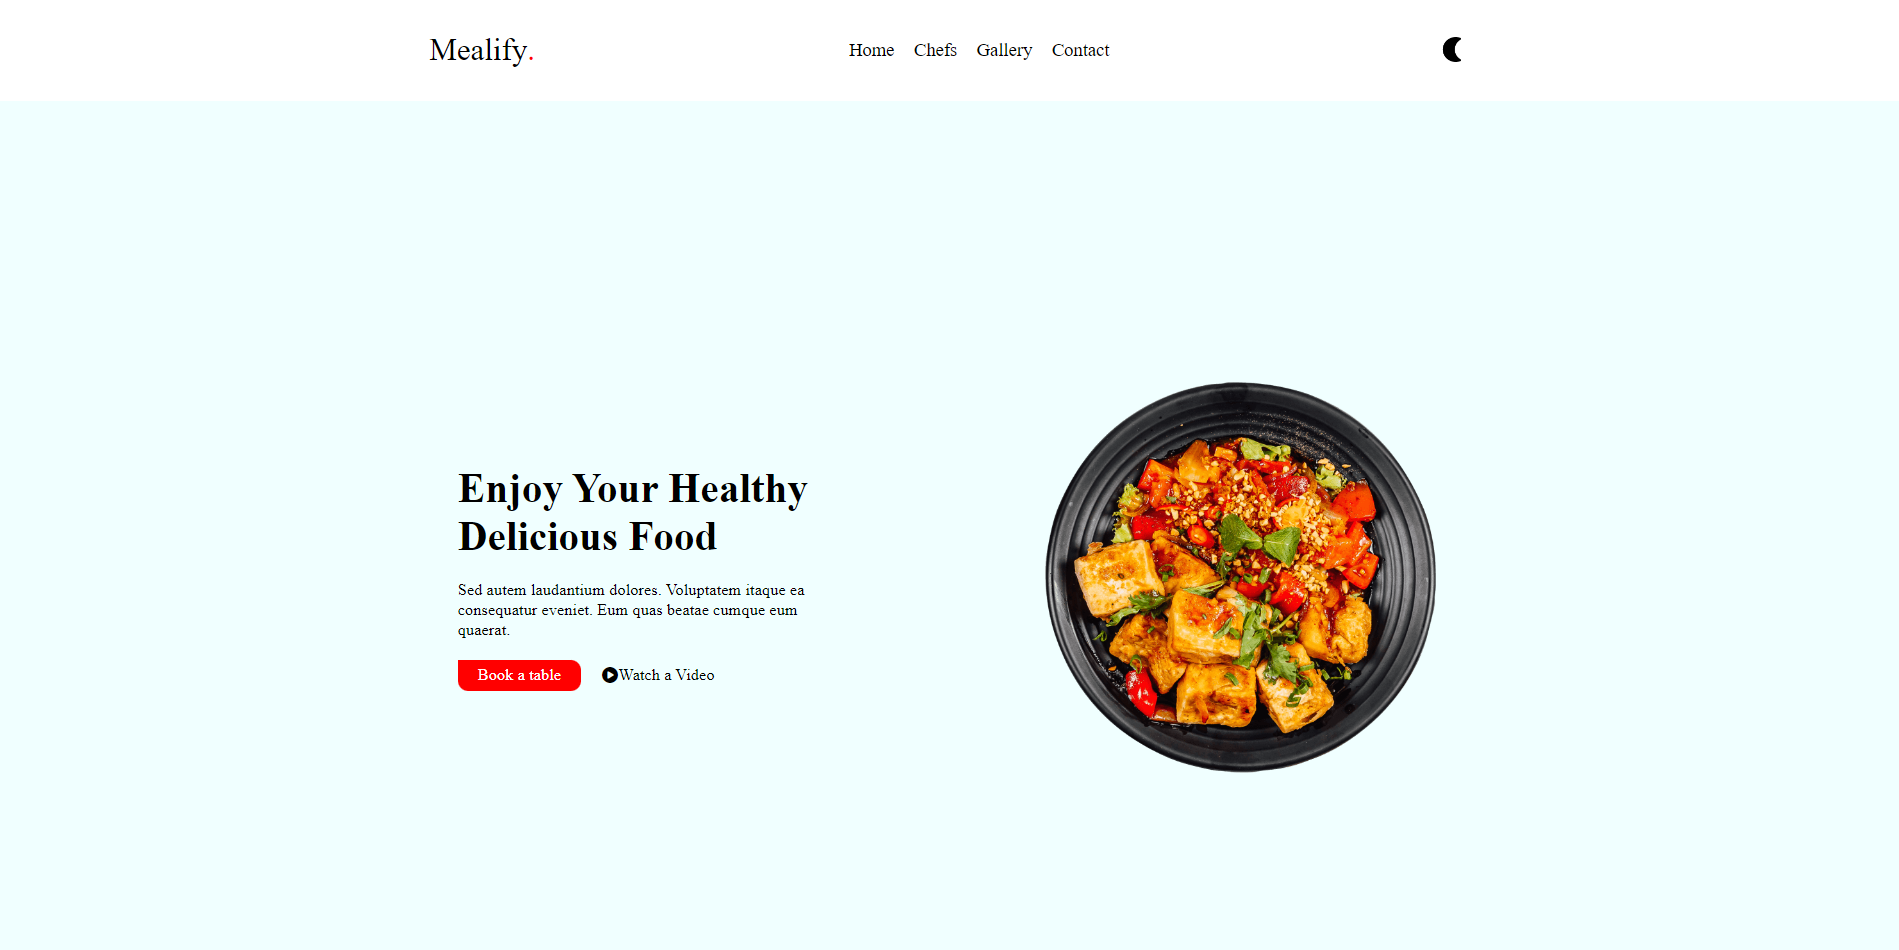 Mealify.
Home Chefs Gallery Contact
Enjoy Your Healthy
Delicious Food
Sed autem laudantium dolores. Voluptatem itaque ea
consequatur eveniet. Eum quas beatae cumque eum
quaerat.
Book a table Watch a Video